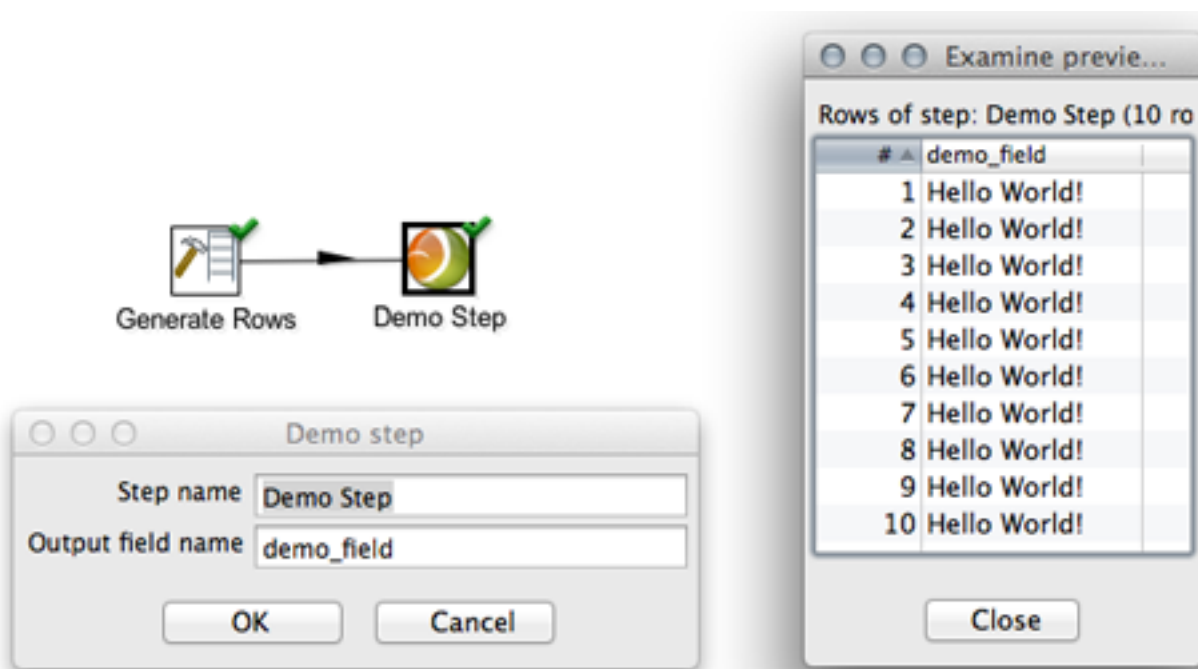 Generate Rows
Demo Step
Demo step
Step name Demo Step
Output field name demo_field
OK Cancel
Examine previe...
Rows of step: Demo Step (10 ro
# demo_field
1 Hello World!
2 Hello World!
3 Hello World!
4 Hello World!
5 Hello World!
6 Hello World!
7 Hello World!
8 Hello World!
9 Hello World!
10 Hello World!
Close